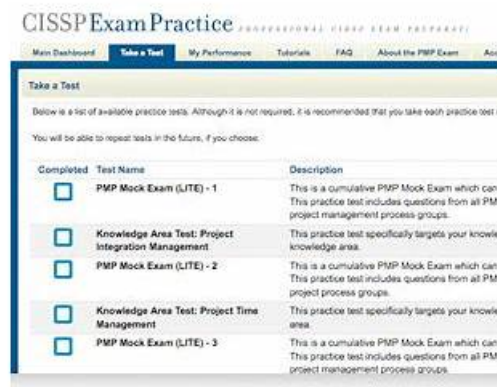 CISSP Exam Practice PROFESSIONAL CISSP EXAM PREPARATI
Main Dashboard Take a Test My Performance Tutorials FAQ About the PMP Exam Acc
Take a Test
Below is a list of available practice tests. Although it is not required, it is recommended that you take each practice test
You will be able to repeat tests in the future, if you choose.
Completed Test Name Description
PMP Mock Exam (LITE) - 1 This is a cumulative PMP Mock Exam which can
This practice test includes questions from all PM
project management process groups.
Knowledge Area Test: Project This practice test specifically targets your knowle
Integration Management knowledge area.
PMP Mock Exam (LITE) - 2 This is a cumulative PMP Mock Exam which can
This practice test includes questions from all PM
project process groups.
Knowledge Area Test: Project Time This practice test specifically targets your knowle
Management area.
PMP Mock Exam (LITE) - 3 This is a cumulative PMP Mock Exam which can
This practice test includes questions from all PM
project management process groups.